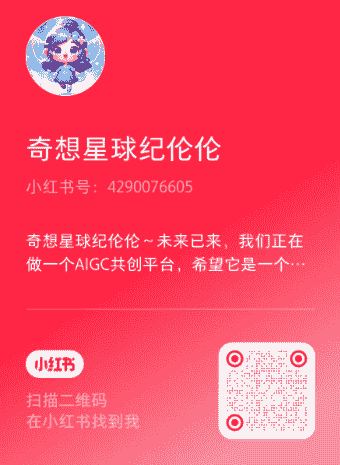 奇想星球纪伦伦
小红书号：4290076605
奇想星球纪伦伦～未来已来，我们正在
做一个AIGC共创平台，希望它是一个…
小红书
扫描二维码
在小红书找到我